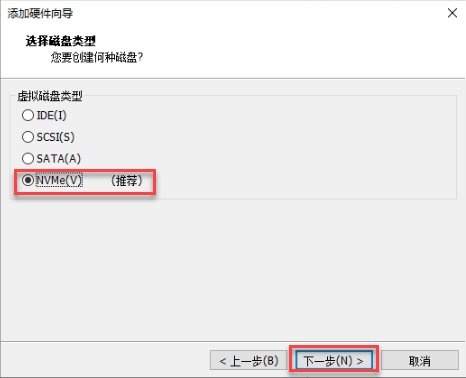 添加硬件向导
选择磁盘类型
您要创建何种磁盘?
虚拟磁盘类型
IDE(I)
SCSI(S)
SATA(A)
NVMe(V) (推荐)
< 上一步(B) 下一步(N) > 取消